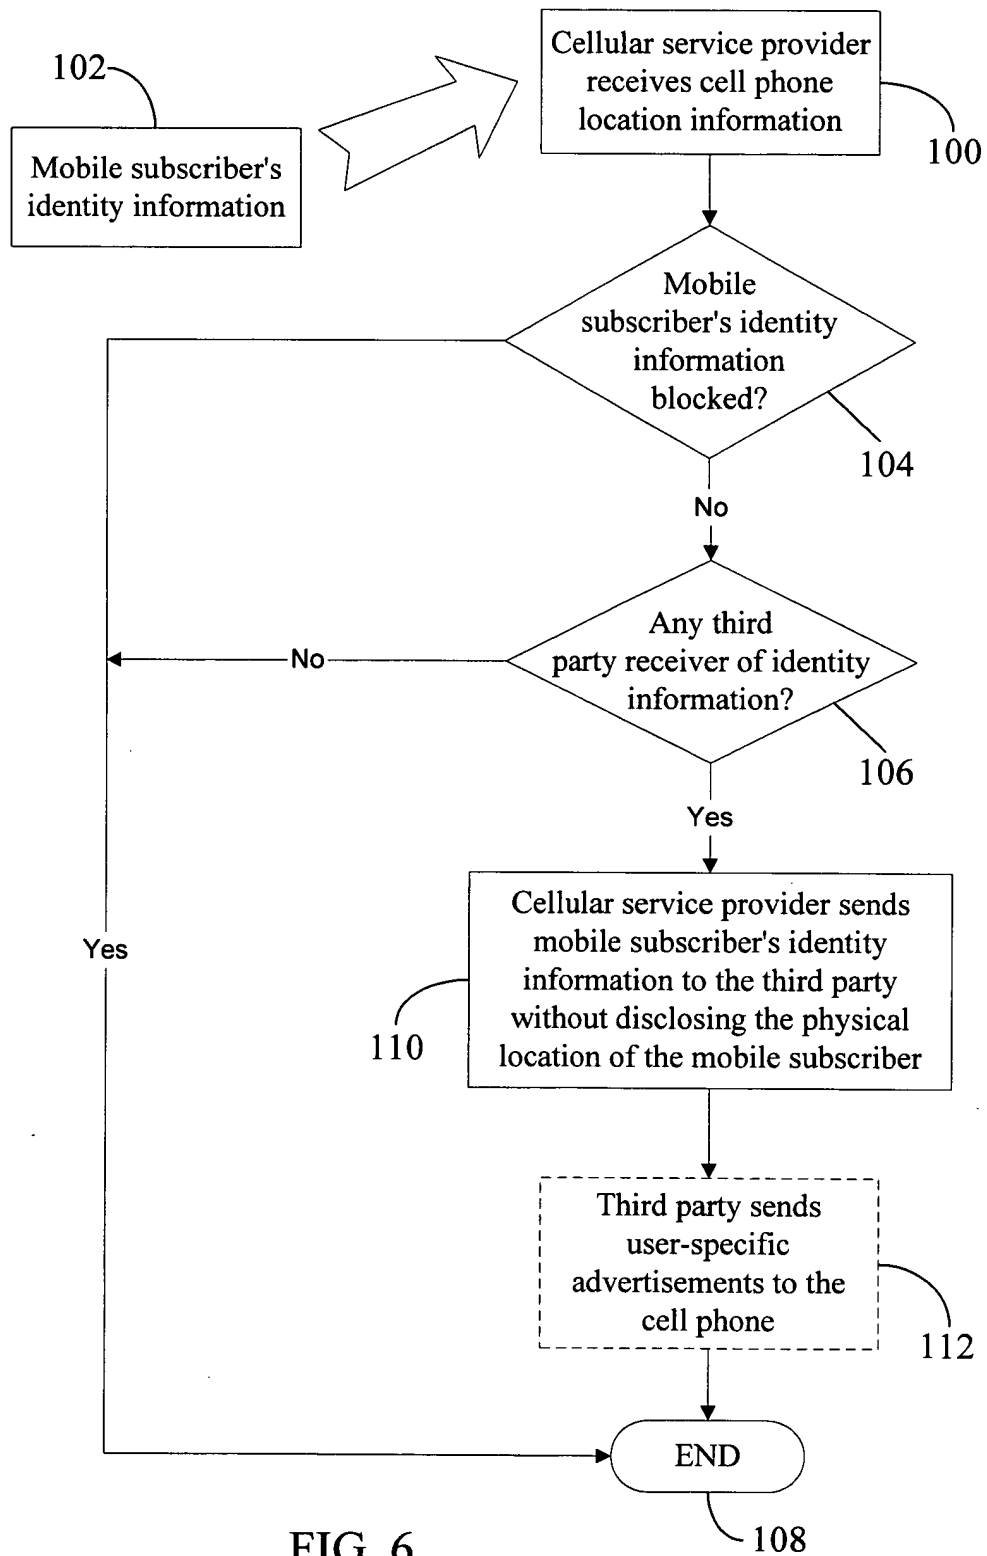 Cellular service provider
receives cell phone
location information
100
102
Mobile subscriber's
identity information
Mobile
subscriber's identity
information
blocked?
104
No
Any third
party receiver of identity
information?
106
No
Yes
Cellular service provider sends
mobile subscriber's identity
information to the third party
without disclosing the physical
location of the mobile subscriber
110
Yes
Third party sends
user-specific
advertisements to the
cell phone
112
END
108
FIG. 6